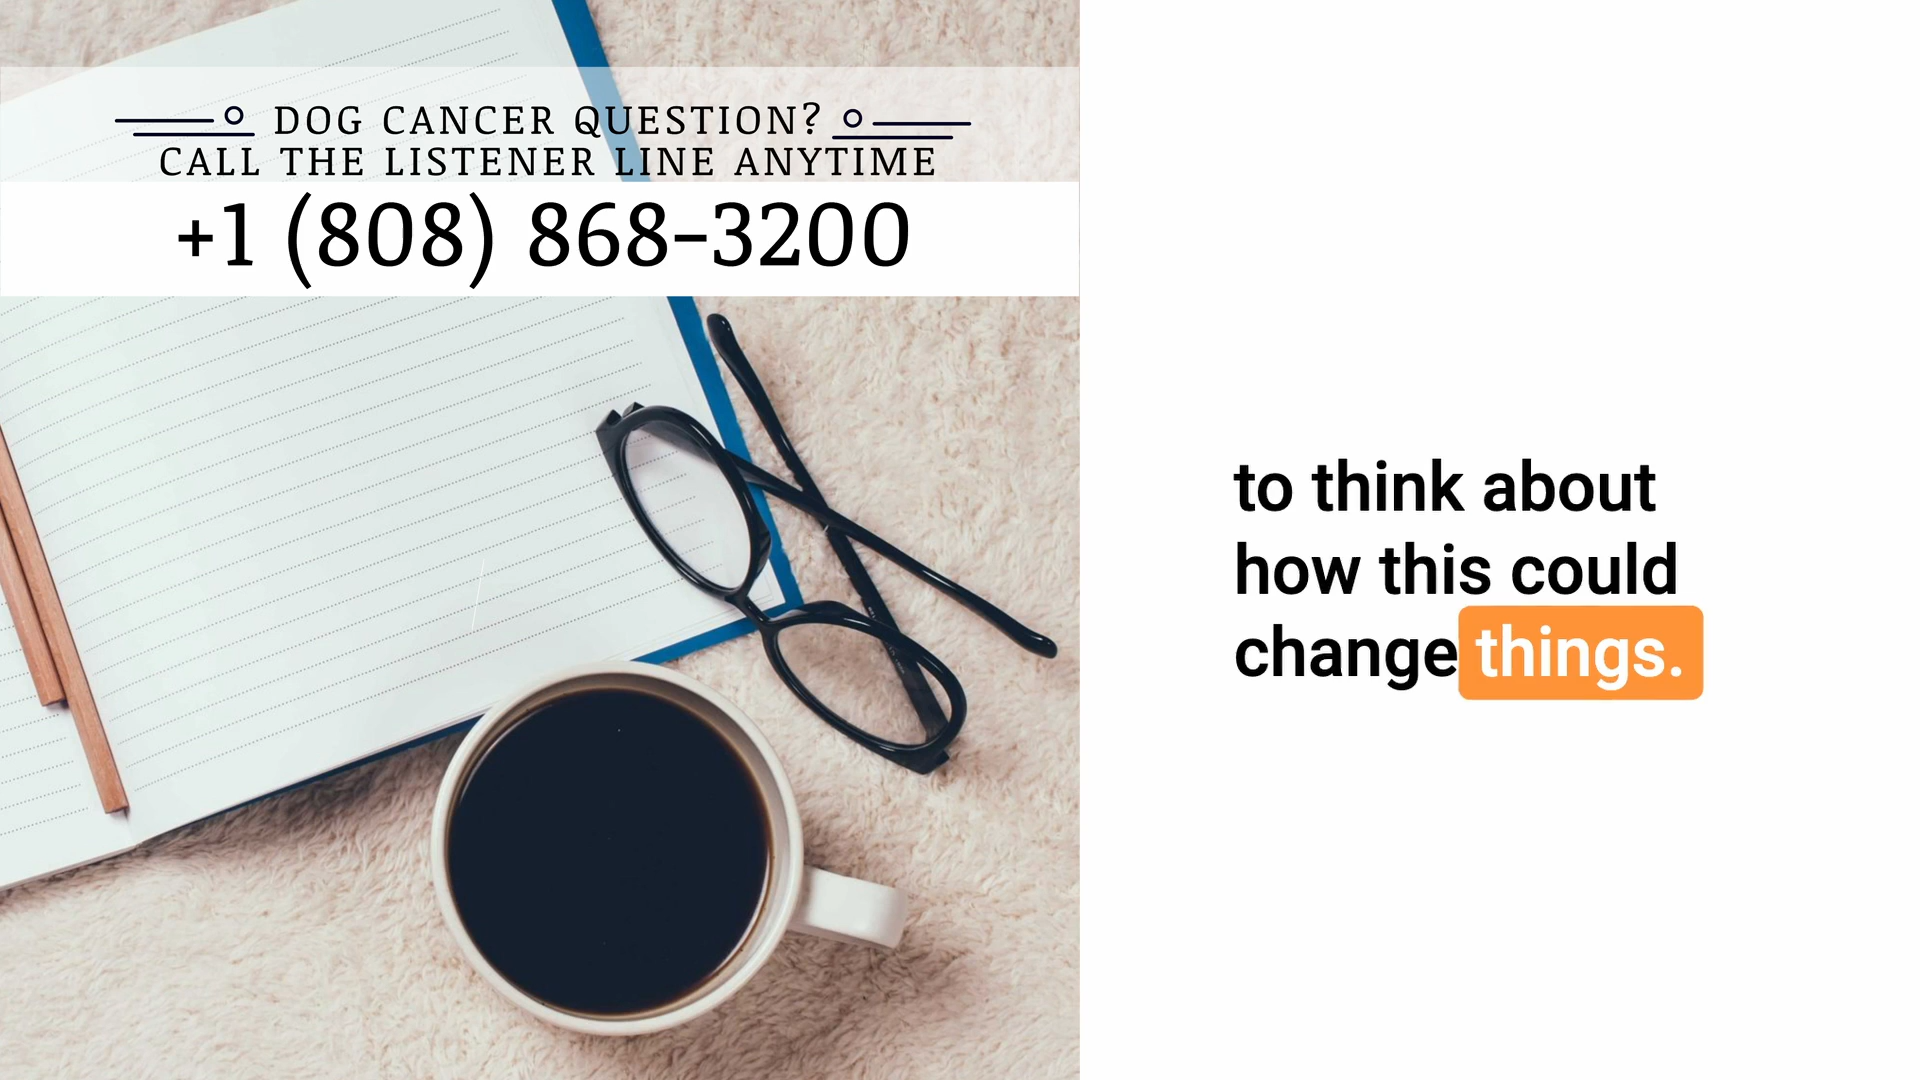 DOG CANCER QUESTION?
CALL THE LISTENER LINE ANYTIME
+1 (808) 868-3200
to think about
how this could
change things.